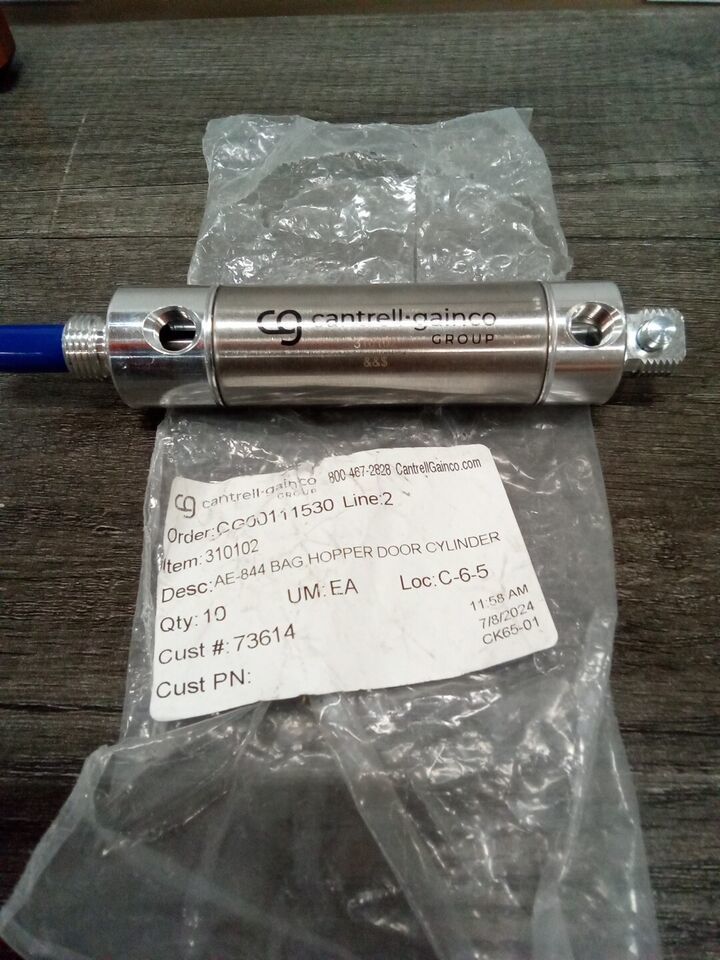 cg cantrell·gainco
GROUP
&&$
cg cantrell·gainco
GROUP
800-467-2828 CantrellGainco.com
Order:CG00111530 Line:2
Item:310102
Desc:AE-844 BAG HOPPER DOOR CYLINDER
Qty:10 UM:EA Loc:C-6-5
Cust #:73614
Cust PN:
11:58 AM
7/8/2024
CK65-01